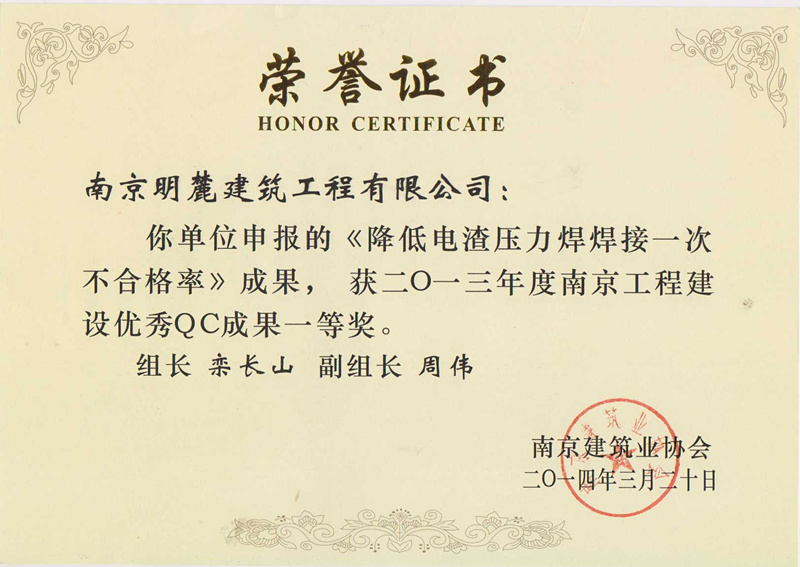 荣誉证书
HONOR CERTIFICATE
南京明麓建筑工程有限公司：
你单位申报的《降低电渣压力焊焊接一次
不合格率》成果，获二〇一三年度南京工程建
设优秀QC成果一等奖。
组长 栾长山 副组长 周伟
南京建筑业协会
二〇一四年三月二十日